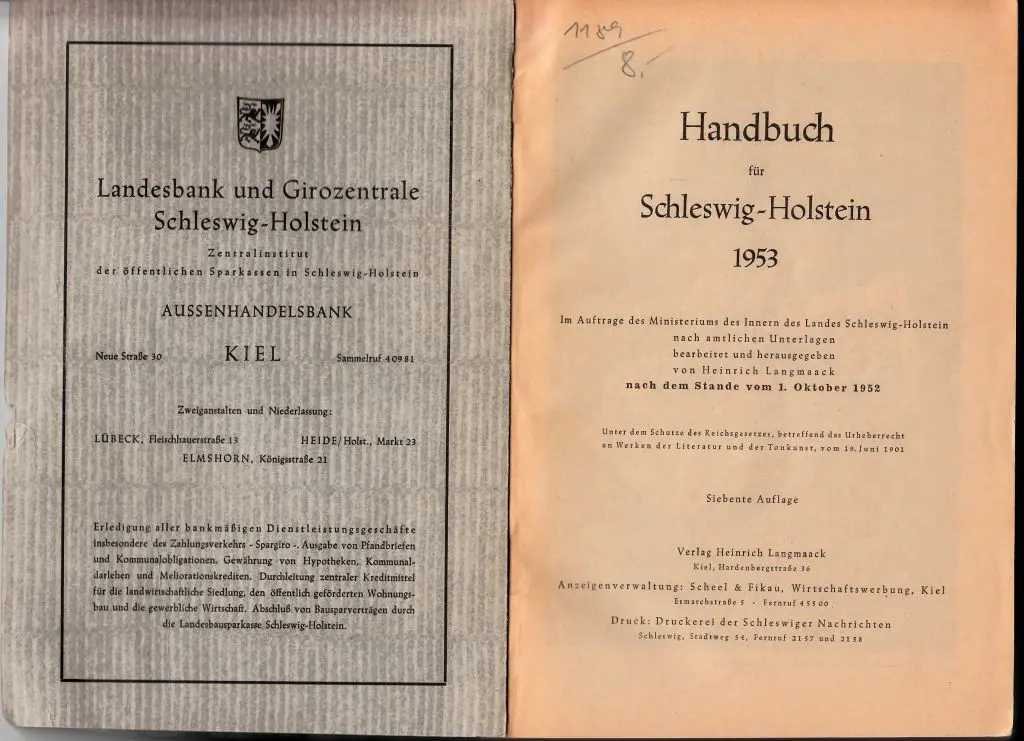 Landesbank und Girozentrale
Schleswig-Holstein
Zentralinstitut
der öffentlichen Sparkassen in Schleswig-Holstein
AUSSENHANDELSBANK
Neue Straße 30 KIEL Sammelruf 40981
Zweiganstalten und Niederlassung:
LÜBECK, Fleischhauerstraße 13 HEIDE/Holst., Markt 23
ELMSHORN, Königsstraße 21
Erledigung aller bankmäßigen Dienstleistungsgeschäfte
insbesondere des Zahlungsverkehrs - Spargiro -. Ausgabe von Pfandbriefen
und Kommunalobligationen, Gewährung von Hypotheken, Kommunal-
darlehen und Meliorationskrediten. Durchleitung zentraler Kreditmittel
für die landwirtschaftliche Siedlung, den öffentlich geförderten Wohnungs-
bau und die gewerbliche Wirtschaft. Abschluß von Bausparverträgen durch
die Landesbausparkasse Schleswig-Holstein.
1189
8.-
Handbuch
für
Schleswig-Holstein
1953
Im Auftrage des Ministeriums des Innern des Landes Schleswig-Holstein
nach amtlichen Unterlagen
bearbeitet und herausgegeben
von Heinrich Langmaack
nach dem Stande vom 1. Oktober 1952
Unter dem Schutze des Reichsgesetzes, betreffend das Urheberrecht
an Werken der Literatur und der Tonkunst, vom 19. Juni 1901
Siebente Auflage
Verlag Heinrich Langmaack
Kiel, Hardenbergstraße 36
Anzeigenverwaltung: Scheel & Fikau, Wirtschaftswerbung, Kiel
Esmarchstraße 5 · Fernruf 45500
Druck: Druckerei der Schleswiger Nachrichten
Schleswig, Stadtweg 54, Fernruf 2157 und 2158